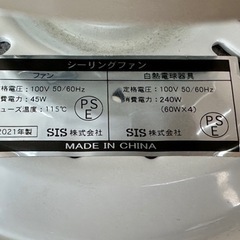 シーリングファン
ファン
定格電圧：100V 50/60Hz
消費電力：45W
ューズ温度：115℃
PSE
2021年製 SIS 株式会社
白熱電球器具
定格電圧：100V 50/60Hz
消費電力：240W
(60W×4)
PSE
SIS 株式会社
MADE IN CHINA